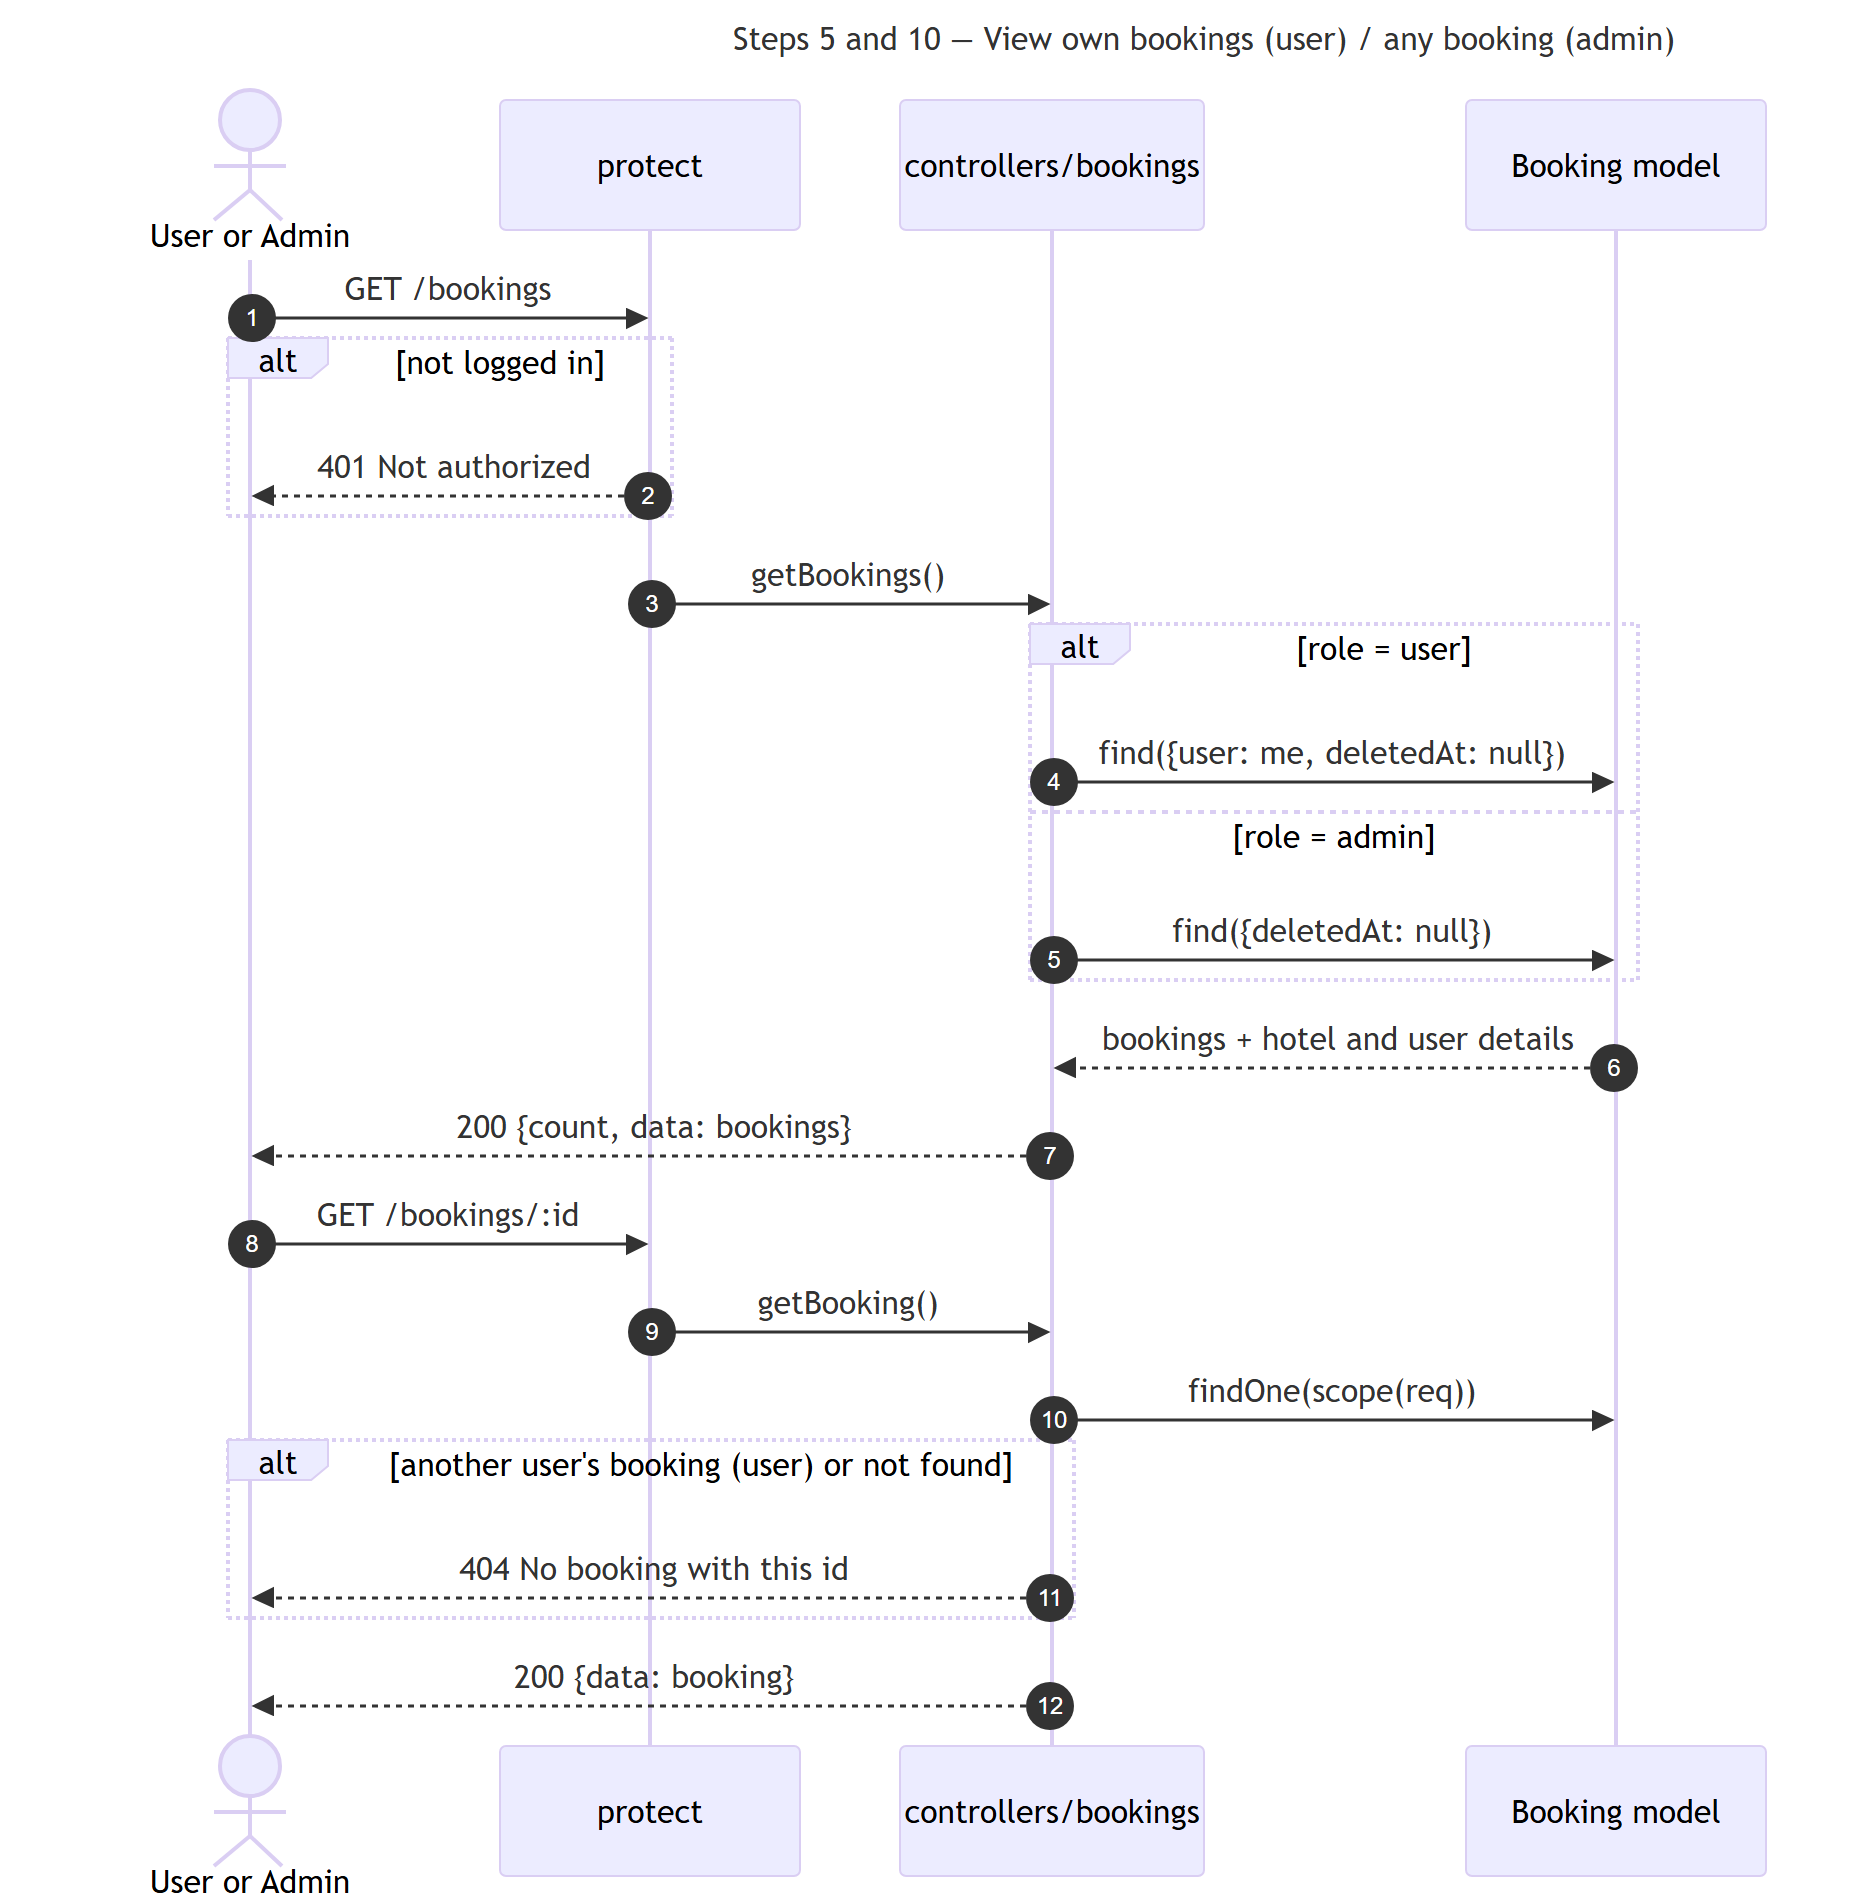 Steps 5 and 10 — View own bookings (user) / any booking (admin)
User or Admin
protect
controllers/bookings
Booking model
GET /bookings
1
alt
[not logged in]
401 Not authorized
2
getBookings()
3
alt
[role = user]
find({user: me, deletedAt: null})
4
[role = admin]
find({deletedAt: null})
5
bookings + hotel and user details
6
200 {count, data: bookings}
7
GET /bookings/:id
8
getBooking()
9
findOne(scope(req))
10
alt
[another user's booking (user) or not found]
404 No booking with this id
11
200 {data: booking}
12
protect
controllers/bookings
Booking model
User or Admin